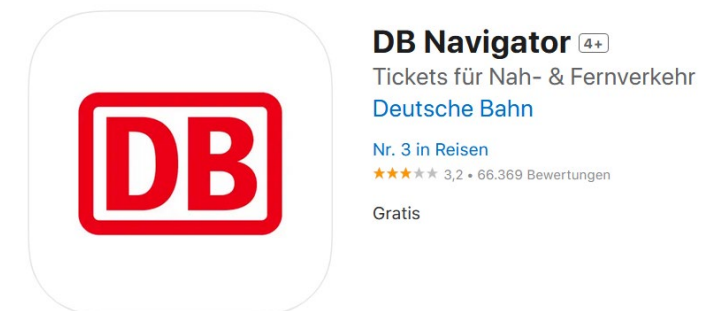 DB
DB Navigator 4+
Tickets für Nah- & Fernverkehr
Deutsche Bahn
Nr. 3 in Reisen
★★★★★ 3,2 • 66.369 Bewertungen
Gratis